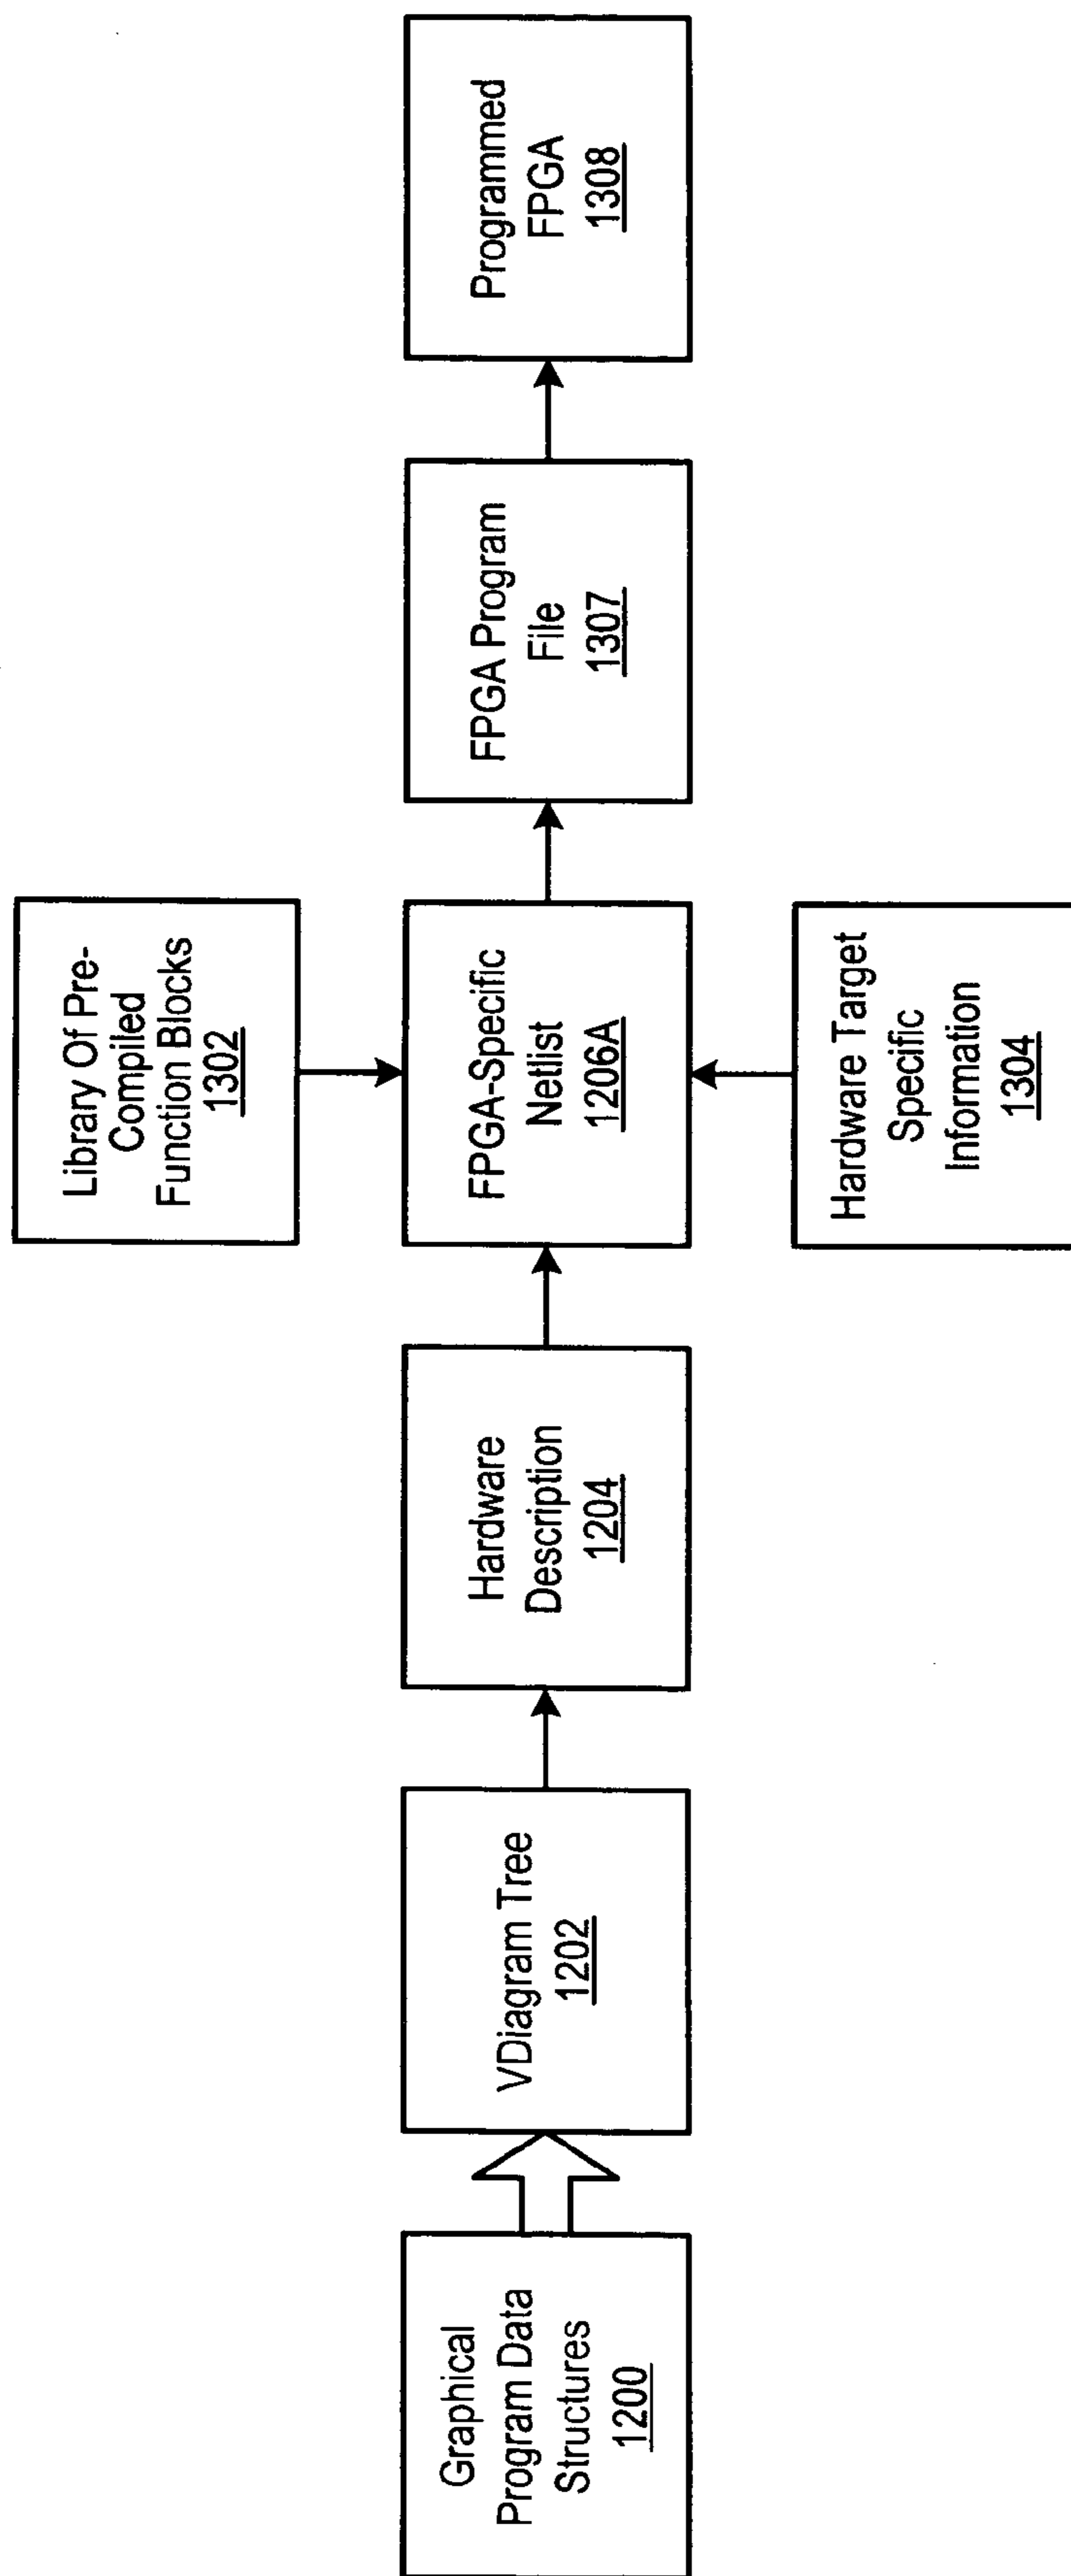 Graphical
Program Data
Structures
1200
VDiagram Tree
1202
Hardware
Description
1204
Library Of Pre-
Compiled
Function Blocks
1302
FPGA-Specific
Netlist
1206A
Hardware Target
Specific
Information
1304
FPGA Program
File
1307
Programmed
FPGA
1308